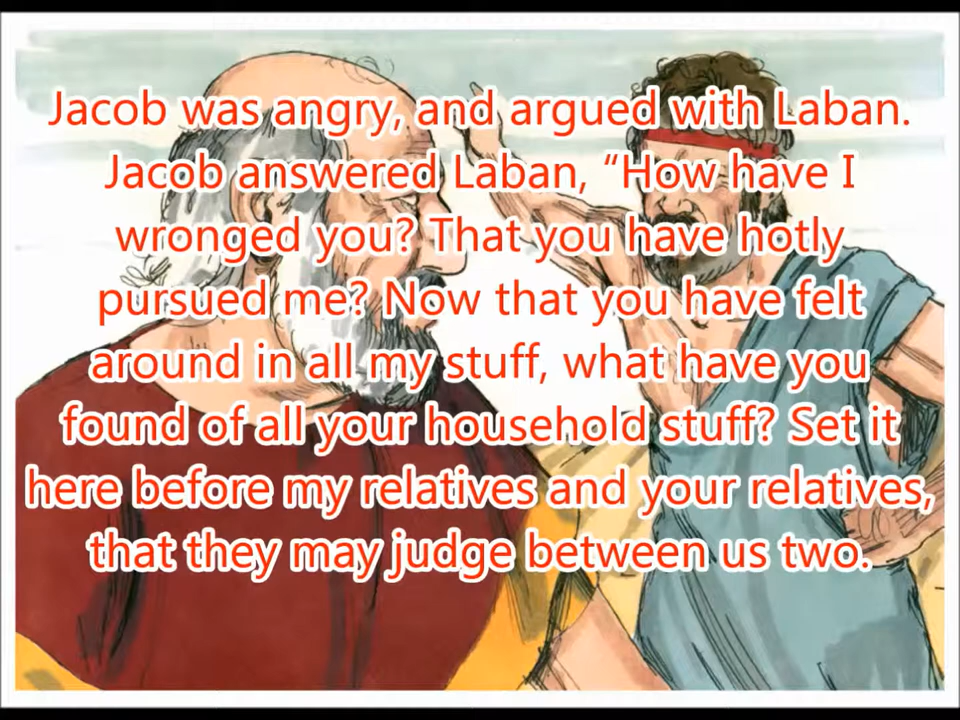 Jacob was angry, and argued with Laban.
Jacob answered Laban, “How have I
wronged you? That you have hotly
pursued me? Now that you have felt
around in all my stuff, what have you
found of all your household stuff? Set it
here before my relatives and your relatives,
that they may judge between us two.